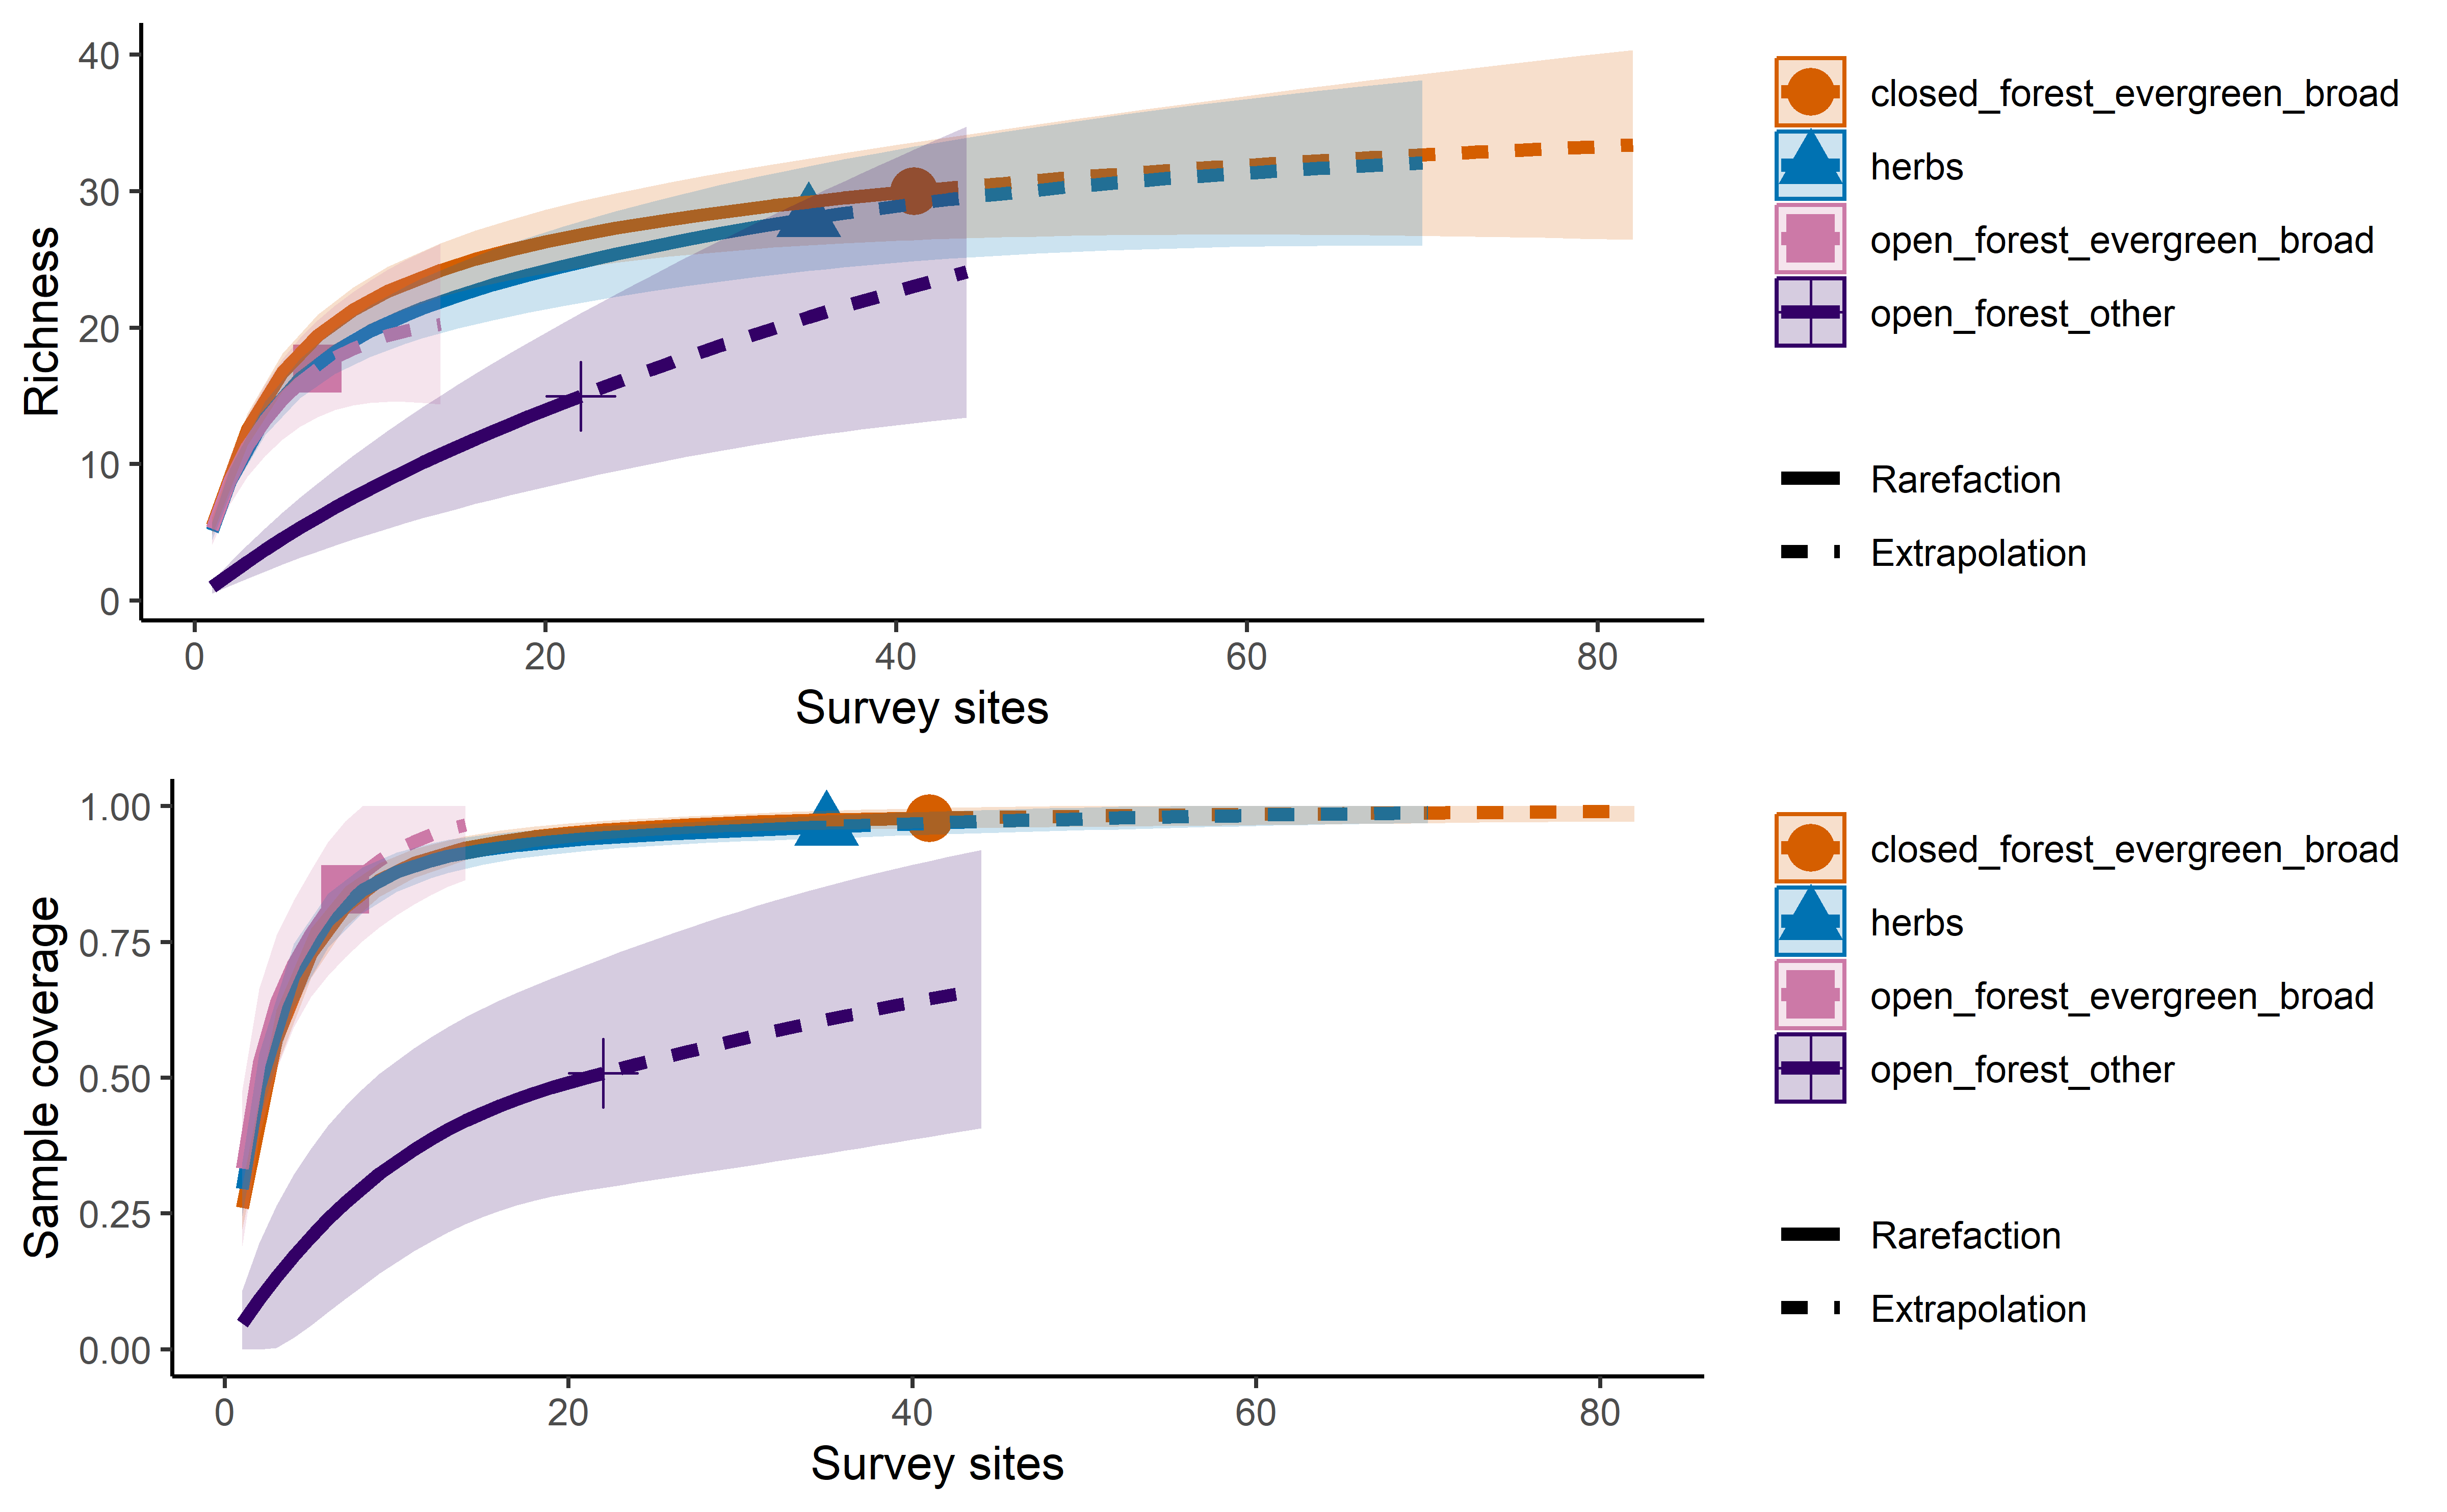 40
30
20
10
0
Richness
0 20 40 60 80
Survey sites
closed_forest_evergreen_broad
herbs
open_forest_evergreen_broad
open_forest_other
Rarefaction
Extrapolation
1.00
0.75
0.50
0.25
0.00
Sample coverage
0 20 40 60 80
Survey sites
closed_forest_evergreen_broad
herbs
open_forest_evergreen_broad
open_forest_other
Rarefaction
Extrapolation